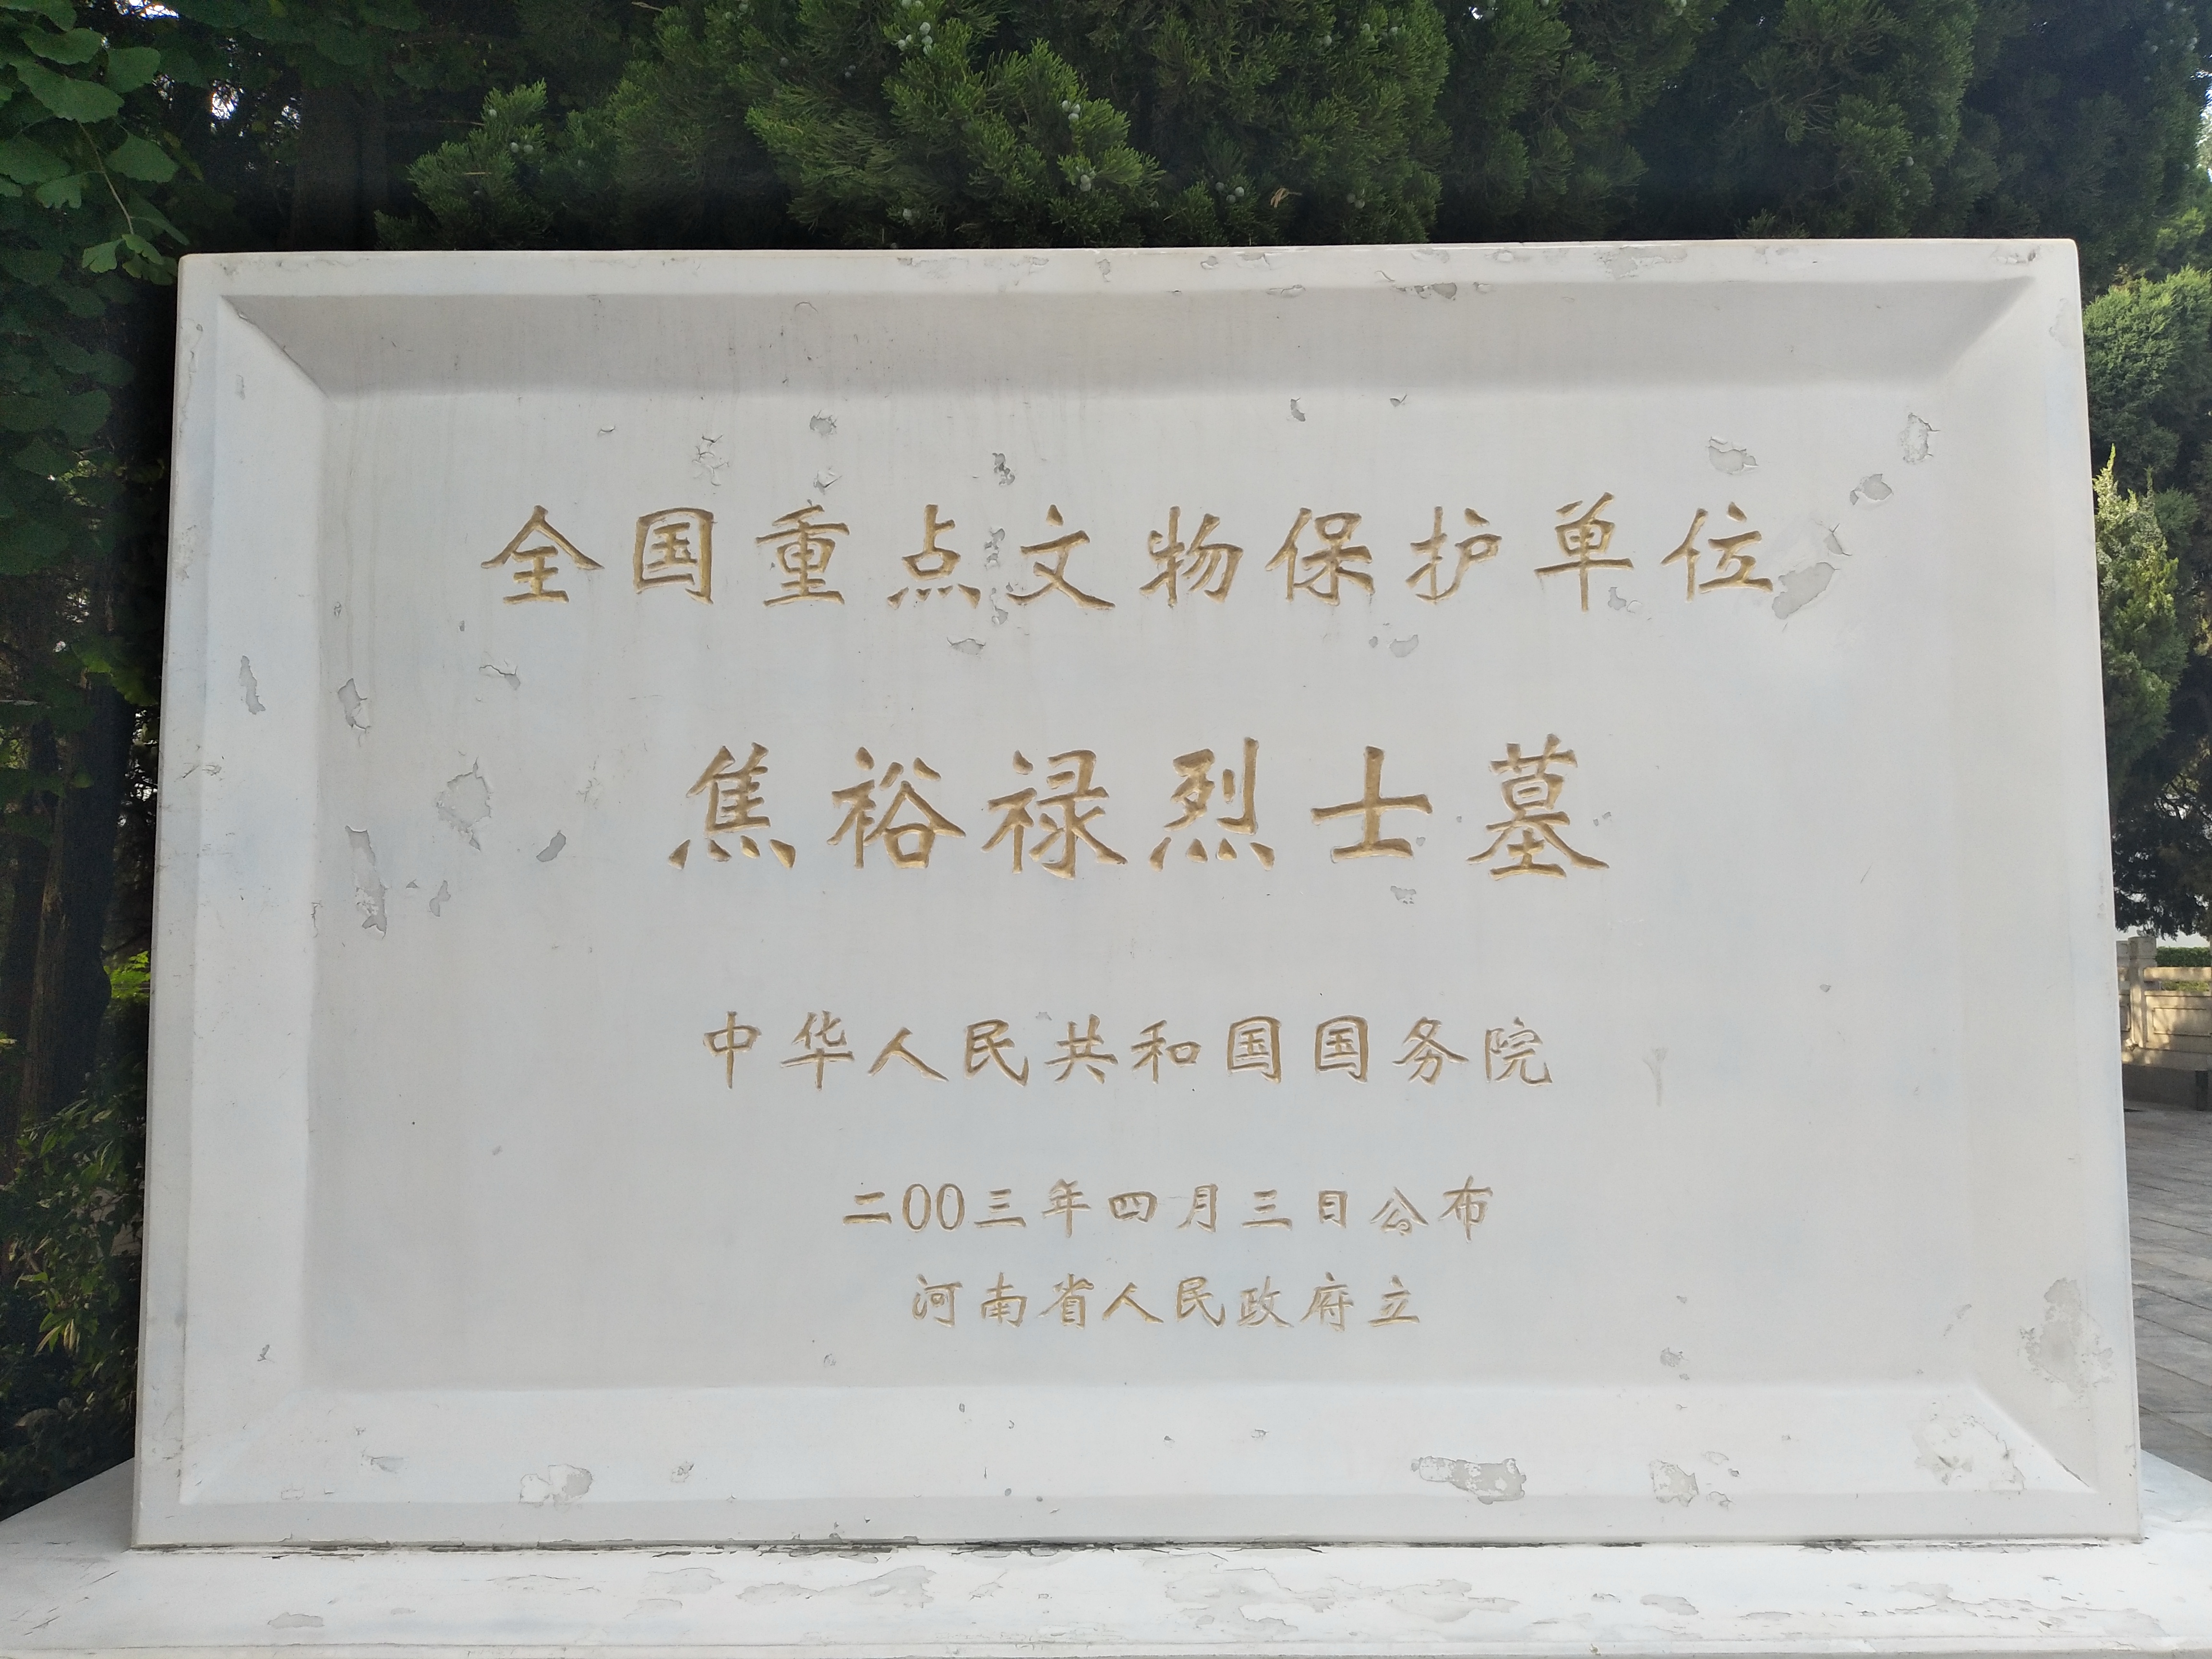 全国重点文物保护单位
焦裕禄烈士墓
中华人民共和国国务院
二00三年四月三日公布
河南省人民政府立